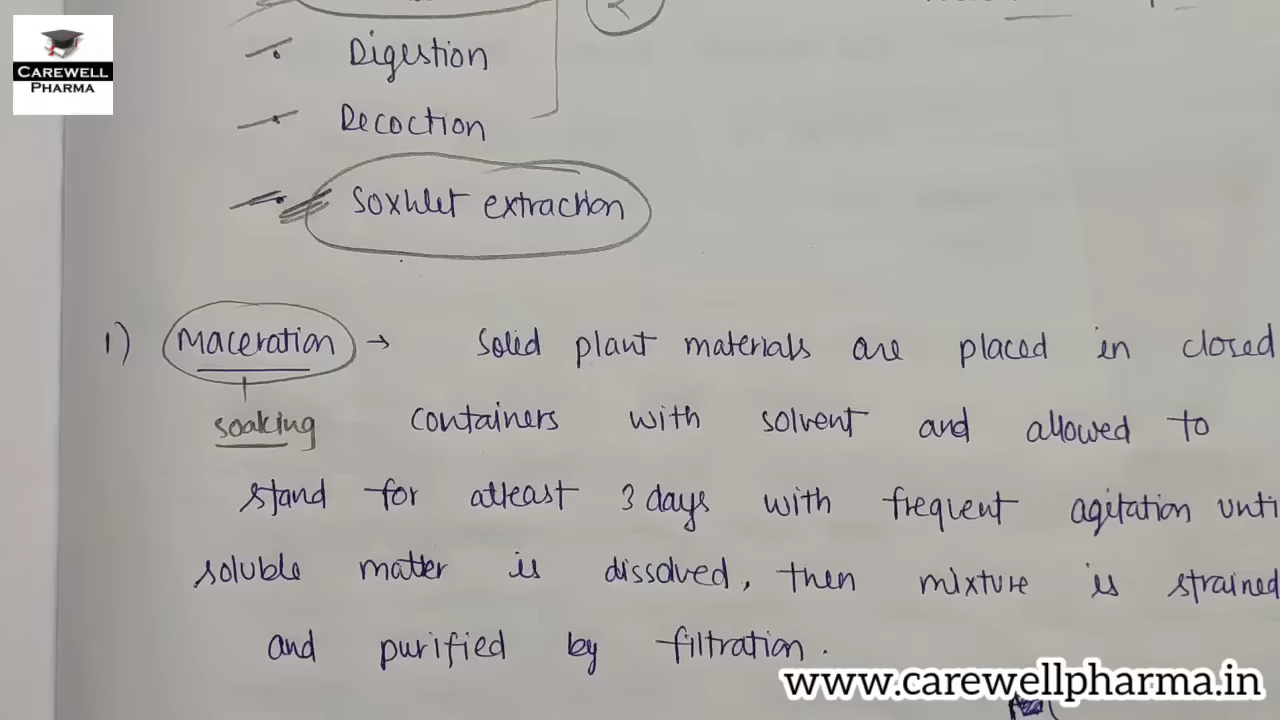 CAREWELL
PHARMA
Digestion
Decoction
Soxhlet extraction
1) Maceration → Solid plant materials are placed in closed
soaking containers with solvent and allowed to
stand for atleast 3 days with frequent agitation unti
soluble matter is dissolved, then mixture is strained
and purified by filtration.
www.carewellpharma.in